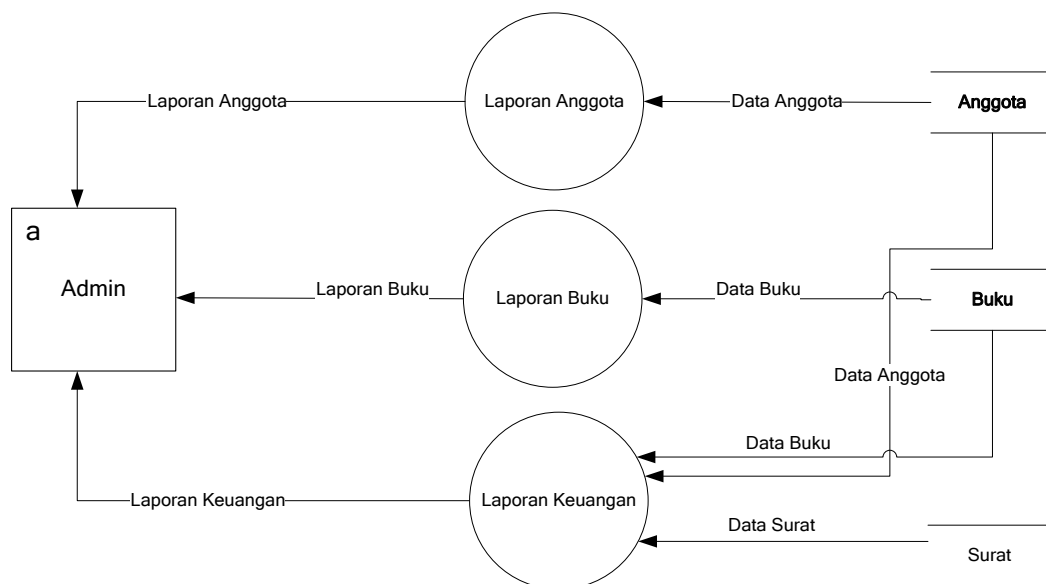 Laporan Anggota
Laporan Anggota
Data Anggota
Anggota
a
Admin
Laporan Buku
Laporan Buku
Data Buku
Buku
Data Anggota
Data Buku
Laporan Keuangan
Laporan Keuangan
Data Surat
Surat